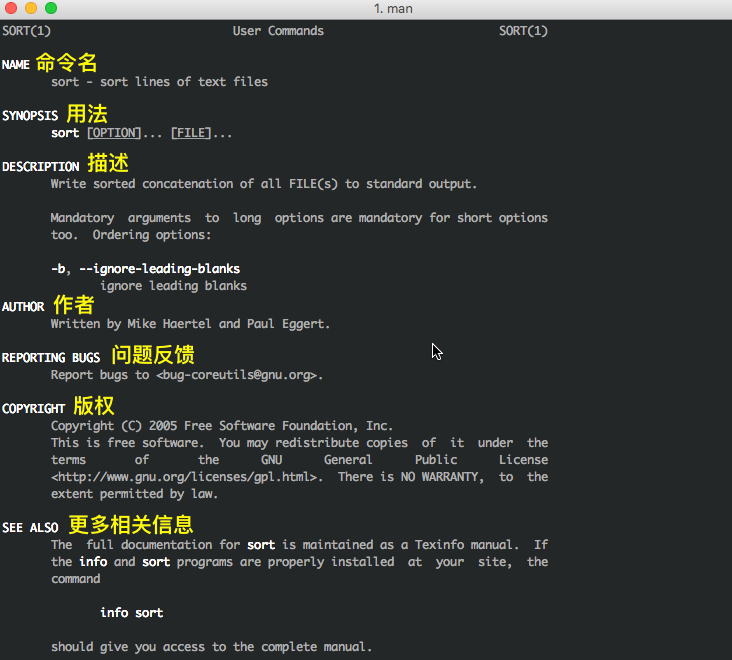 1. man
SORT(1) User Commands SORT(1)
NAME 命令名
sort - sort lines of text files
SYNOPSIS 用法
sort [OPTION]... [FILE]...
DESCRIPTION 描述
Write sorted concatenation of all FILE(s) to standard output.
Mandatory arguments to long options are mandatory for short options
too. Ordering options:
-b, --ignore-leading-blanks
ignore leading blanks
AUTHOR 作者
Written by Mike Haertel and Paul Eggert.
REPORTING BUGS 问题反馈
Report bugs to <bug-coreutils@gnu.org>.
COPYRIGHT 版权
Copyright (C) 2005 Free Software Foundation, Inc.
This is free software. You may redistribute copies of it under the
terms of the GNU General Public License
<http://www.gnu.org/licenses/gpl.html>. There is NO WARRANTY, to the
extent permitted by law.
SEE ALSO 更多相关信息
The full documentation for sort is maintained as a Texinfo manual. If
the info and sort programs are properly installed at your site, the
command
info sort
should give you access to the complete manual.